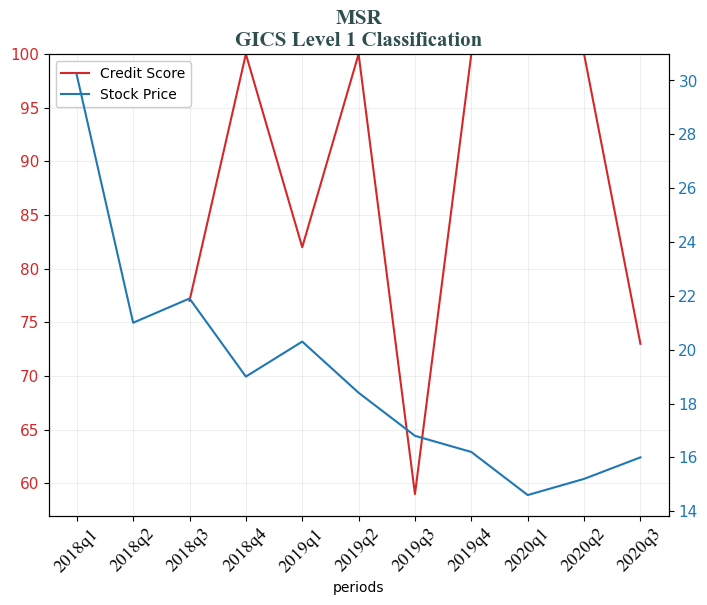 MSR
GICS Level 1 Classification
Credit Score
Stock Price
100
95
90
85
80
75
70
65
60
30
28
26
24
22
20
18
16
14
2018q1
2018q2
2018q3
2018q4
2019q1
2019q2
2019q3
2019q4
2020q1
2020q2
2020q3
periods